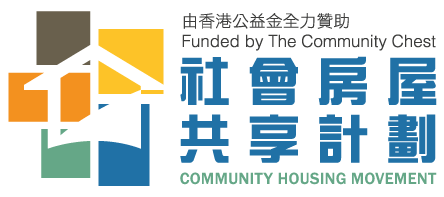 由香港公益金全力贊助
Funded by The Community Chest
社會房屋
共享計劃
COMMUNITY HOUSING MOVEMENT